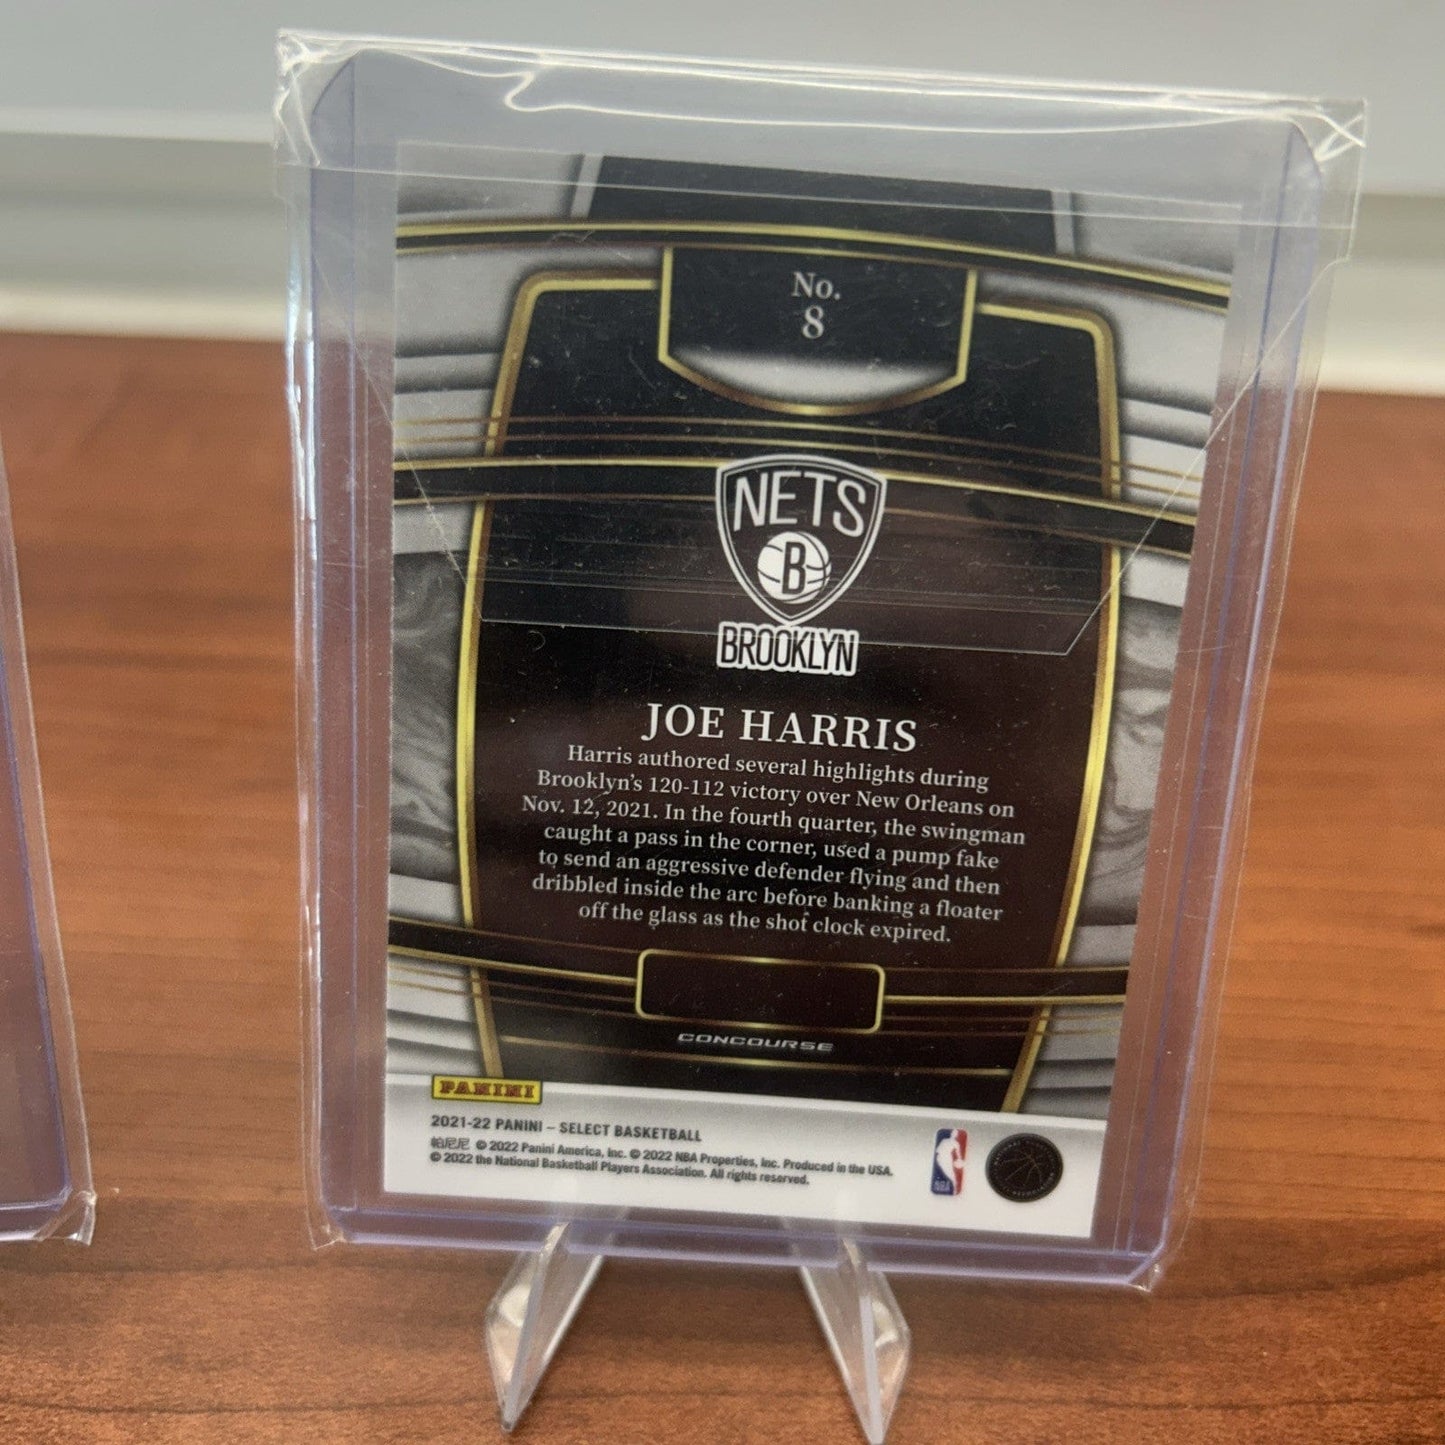 No.
8
NETS
B
BROOKLYN
JOE HARRIS
Harris authored several highlights during
Brooklyn's 120-112 victory over New Orleans on
Nov. 12, 2021. In the fourth quarter, the swingman
caught a pass in the corner, used a pump fake
to send an aggressive defender flying and then
dribbled inside the arc before banking a floater
off the glass as the shot clock expired.
CONCOURSE
PANINI
2021-22 PANINI – SELECT BASKETBALL
帕尼尼 © 2022 Panini America, Inc. © 2022 NBA Properties, Inc. Produced in the USA.
© 2022 the National Basketball Players Association. All rights reserved.
NBA